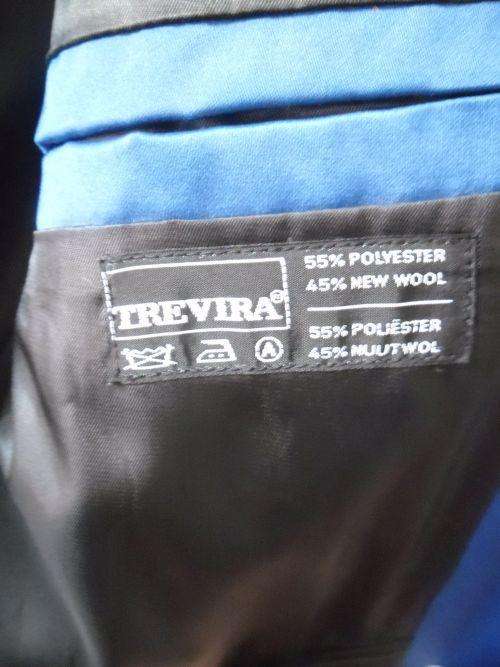 TREVIRA®
A
55% POLYESTER
45% NEW WOOL
55% POLIËSTER
45% NUUTWOL